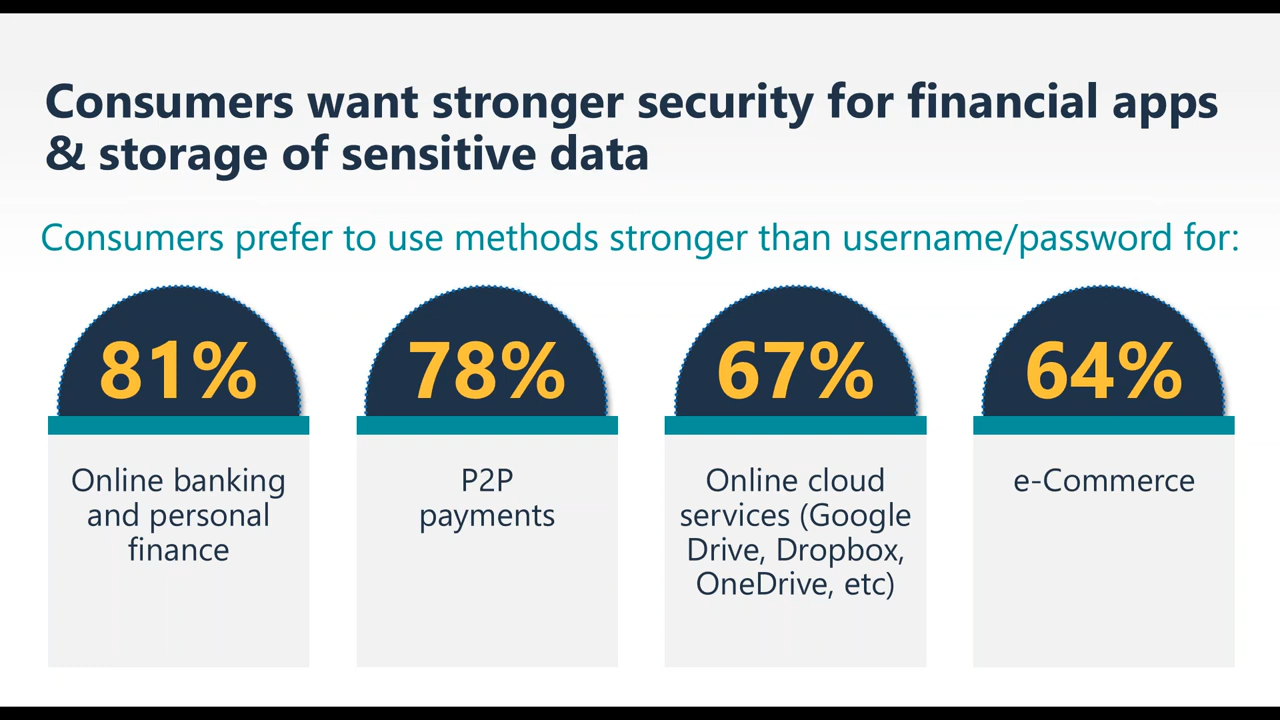 Consumers want stronger security for financial apps
& storage of sensitive data
Consumers prefer to use methods stronger than username/password for:
81%
Online banking
and personal
finance
78%
P2P
payments
67%
Online cloud
services (Google
Drive, Dropbox,
OneDrive, etc)
64%
e-Commerce